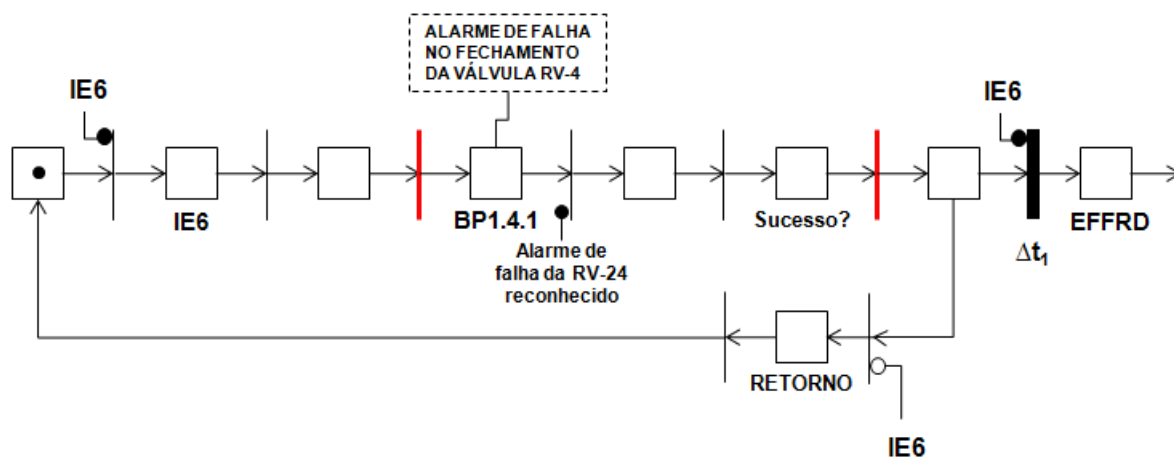 ALARME DE FALHA
NO FECHAMENTO
DA VÁLVULA RV-4
IE6
IE6
IE6
BP1.4.1
Sucesso?
EFFRD
Δt₁
Alarme de
falha da RV-24
reconhecido
RETORNO
IE6